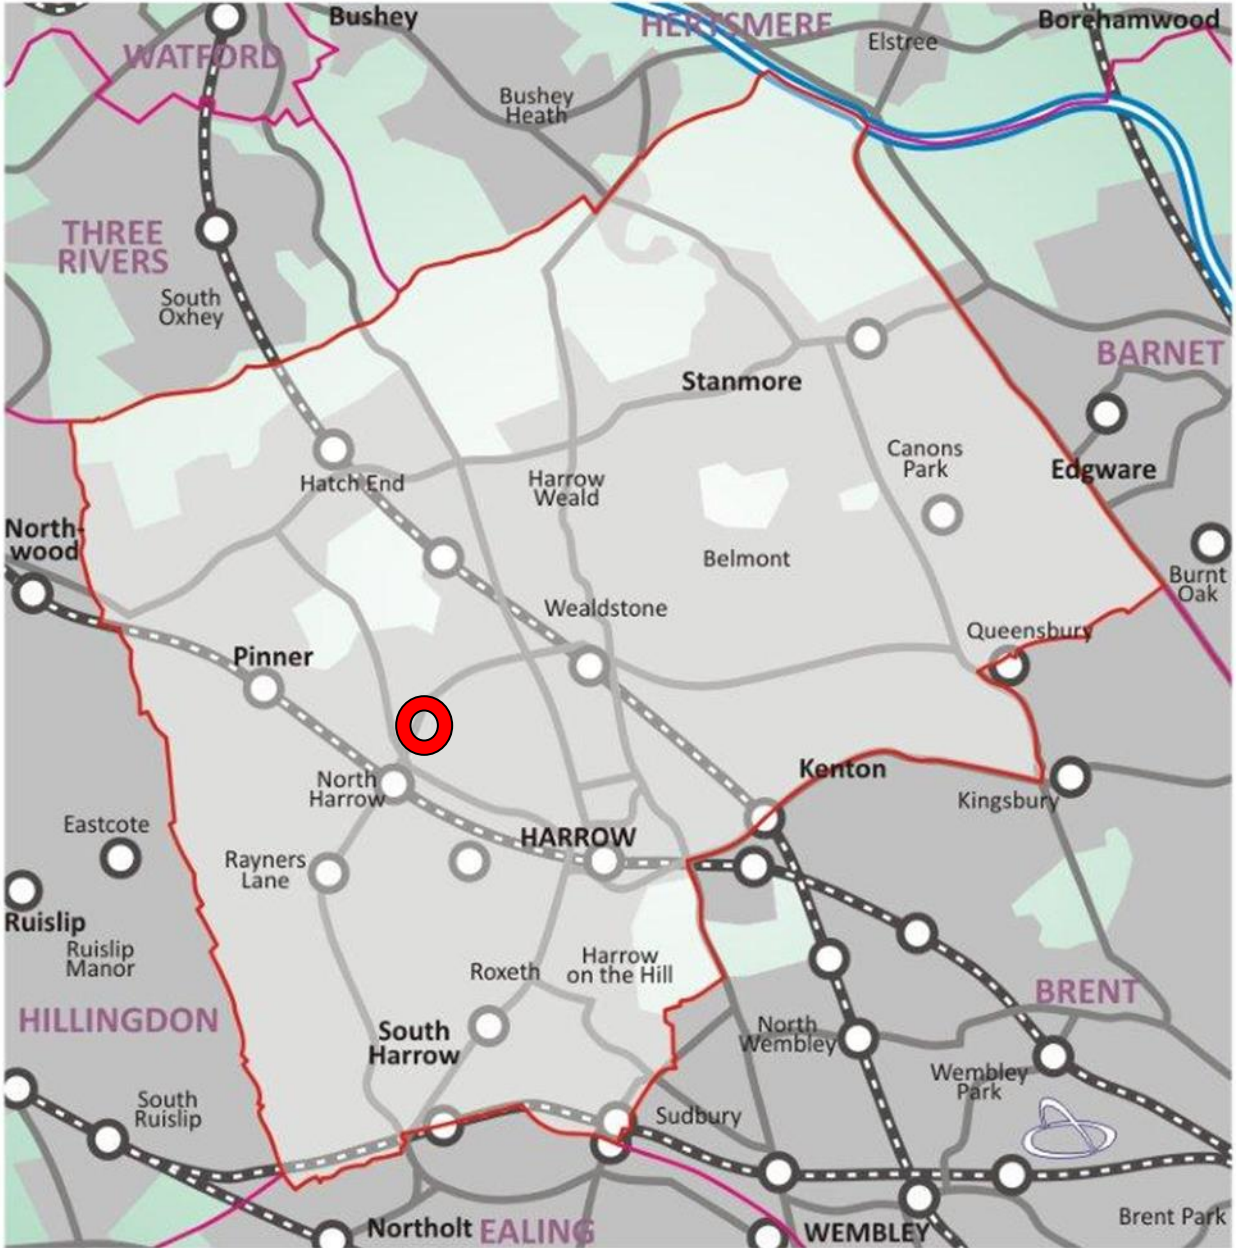 Bushey
HERTSMERE
Borehamwood
Elstree
WATFORD
Bushey
Heath
THREE
RIVERS
South
Oxhey
BARNET
Stanmore
Canons
Park
Edgware
Hatch End
Harrow
Weald
North-
wood
Belmont
Burnt
Oak
Wealdstone
Queensbury
Pinner
North
Harrow
Kenton
Kingsbury
Eastcote
HARROW
Rayners
Lane
Ruislip
Ruislip
Manor
Roxeth
Harrow
on the Hill
HILLINGDON
BRENT
South
Harrow
North
Wembley
Wembley
Park
South
Ruislip
Sudbury
Northolt
EALING
WEMBLEY
Brent Park